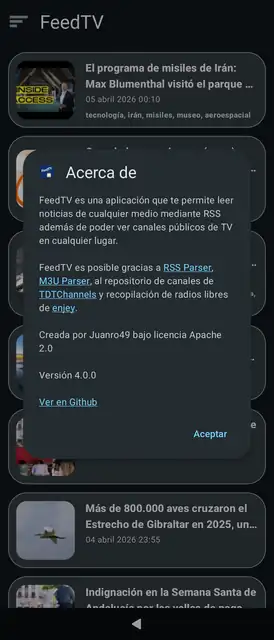 FeedTV
INSIDE
ACCESS
El programa de misiles de Irán:
Max Blumenthal visitó el parque ...
05 abril 2026 00:10
tecnología, irán, misiles, museo, aeroespacial
Acerca de
FeedTV es una aplicación que te permite leer
noticias de cualquier medio mediante RSS
además de poder ver canales públicos de TV
en cualquier lugar.
FeedTV es posible gracias a RSS Parser,
M3U Parser, al repositorio de canales de
TDTChannels y recopilación de radios libres
de enjey.
Creada por Juanro49 bajo licencia Apache
2.0
Versión 4.0.0
Ver en Github
Aceptar
Más de 800.000 aves cruzaron el
Estrecho de Gibraltar en 2025, un...
04 abril 2026 23:55
Indignación en la Semana Santa de